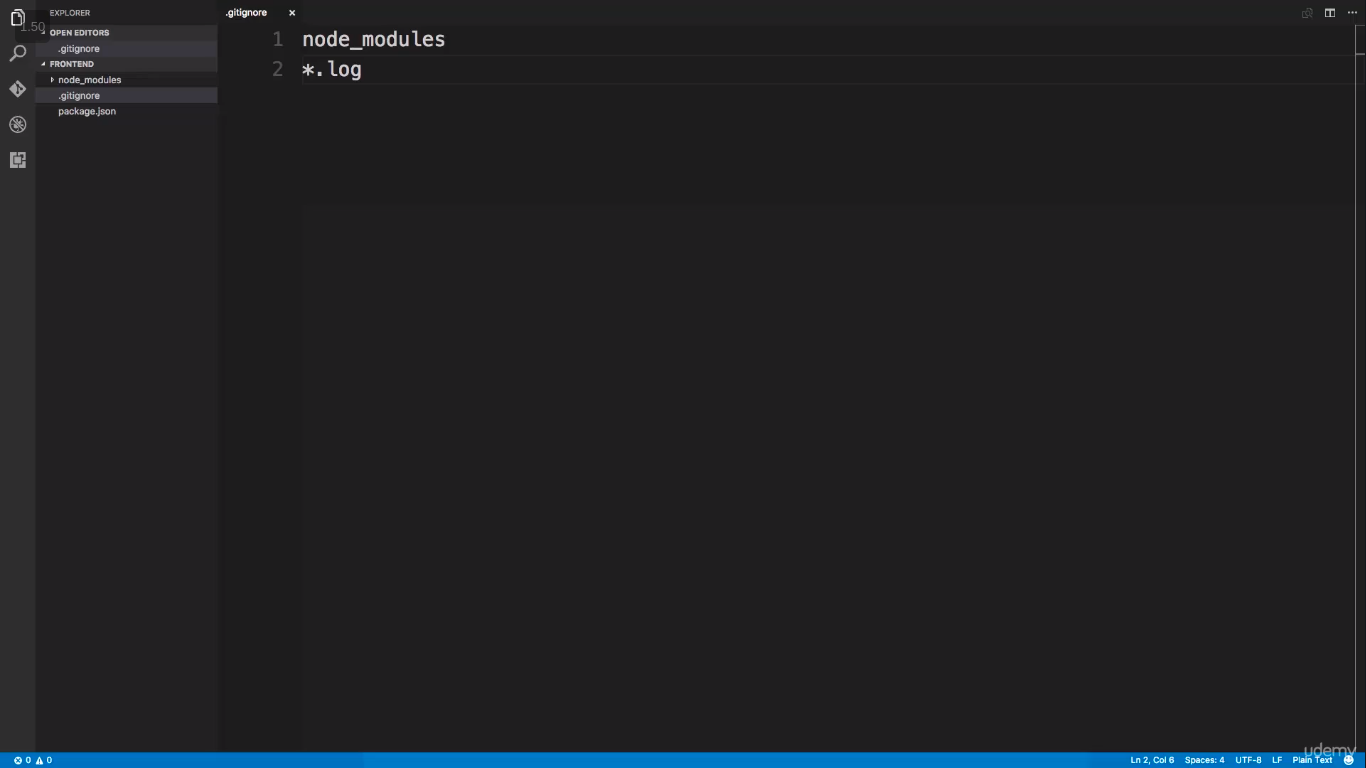 EXPLORER
1.50
OPEN EDITORS
.gitignore
FRONTEND
node_modules
.gitignore
package.json
.gitignore
1 node_modules
2 *.log
0 0
Ln 2, Col 6 Spaces: 4 UTF-8 LF Plain Text
udemy